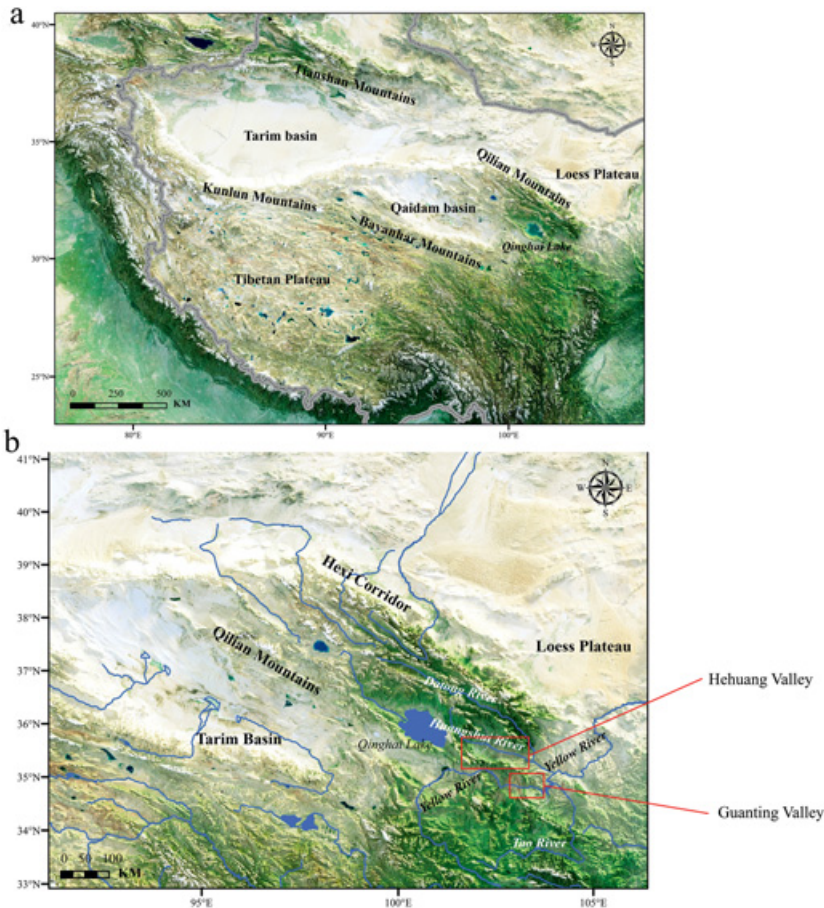 a
40°N
N
W E
S
Tianshan Mountains
35°N
Tarim basin
Qilian Mountains
Loess Plateau
Kunlun Mountains
Qaidam basin
Bayanhar Mountains
Qinghai Lake
30°N
Tibetan Plateau
25°N
0 250 500
KM
80°E 90°E 100°E
b
41°N
N
W E
S
40°N
39°N
Hexi Corridor
38°N
Loess Plateau
Qilian Mountains
37°N
Datong River
Hehuang Valley
36°N
Huangshui River
Tarim Basin
Qinghai Lake
Yellow River
35°N
Yellow River
Guanting Valley
34°N
Tao River
0 50 100
KM
33°N
95°E 100°E 105°E